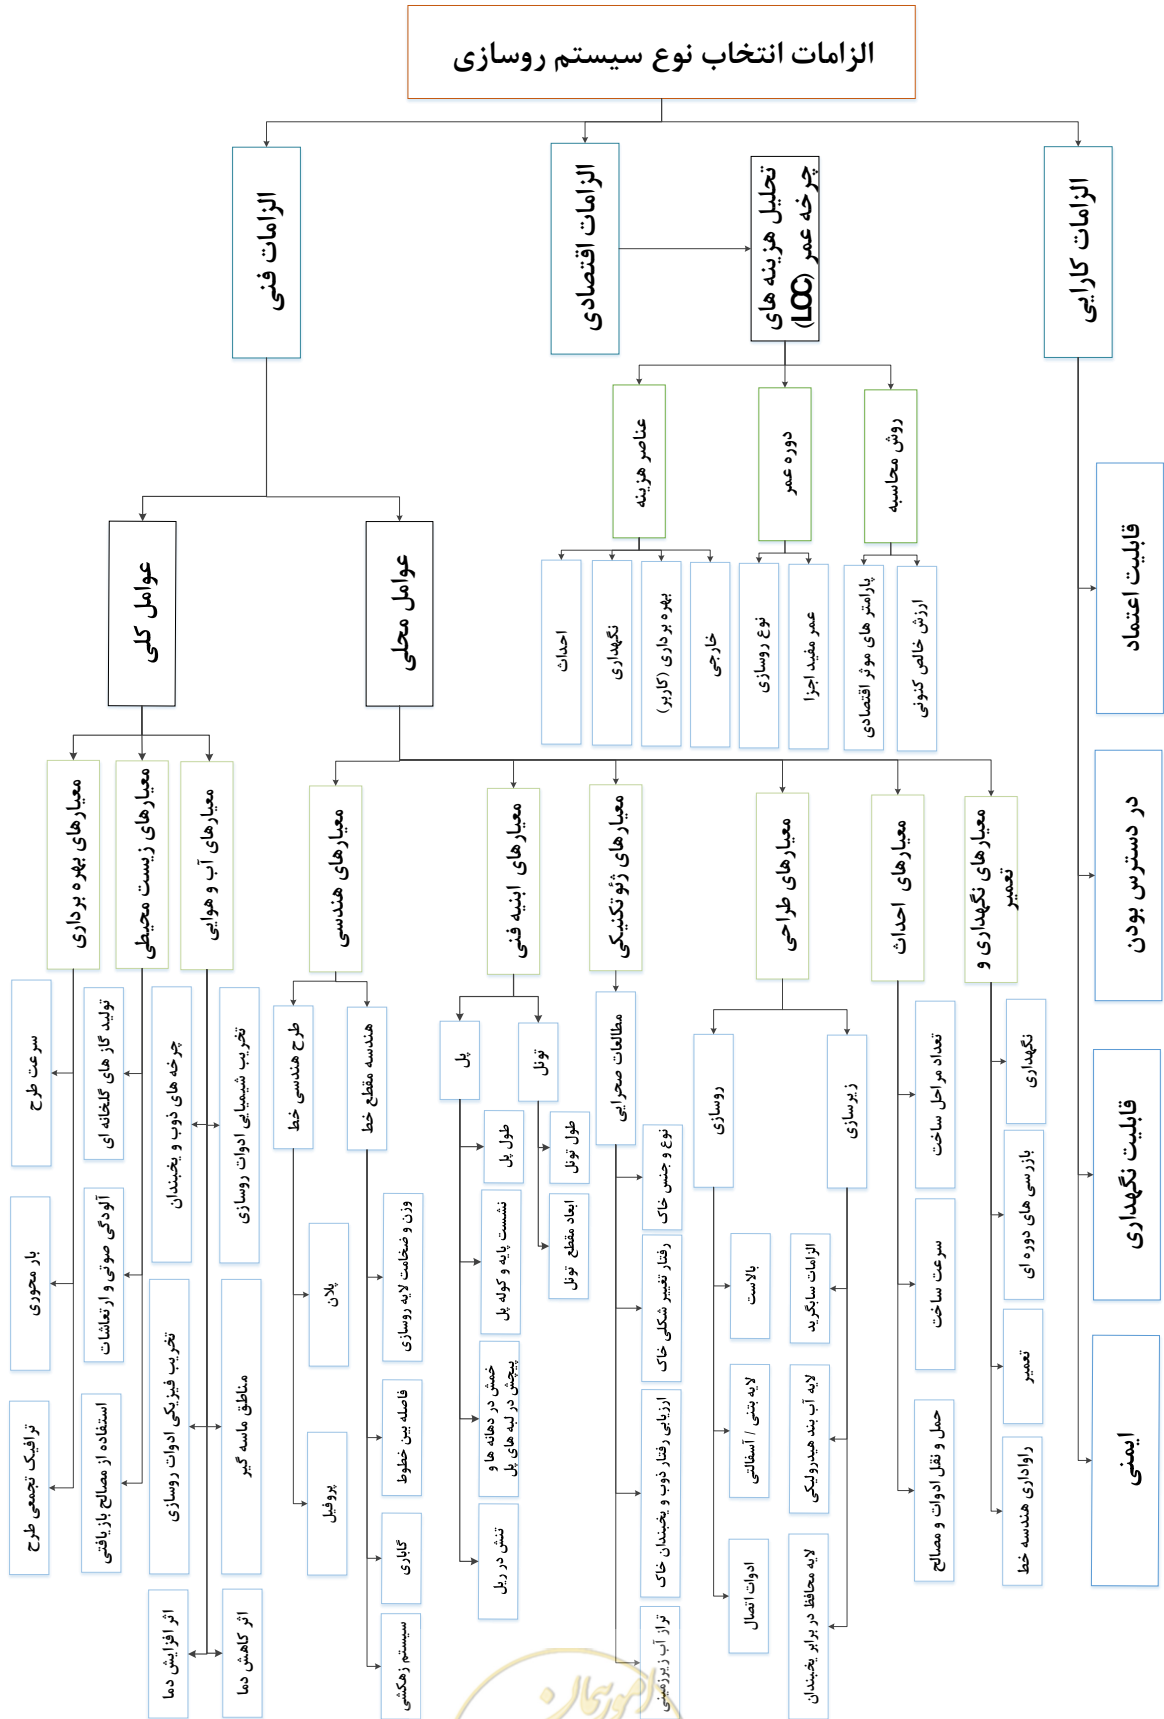 الزامات انتخاب نوع سیستم روسازی
الزامات کارایی
قابلیت اعتماد
در دسترس بودن
قابلیت نگهداری
ایمنی
الزامات اقتصادی
تحلیل هزینه های
چرخه عمر (LCC)
روش محاسبه
ارزش خالص کنونی
پارامتر های موثر اقتصادی
دوره عمر
عمر مفید اجزا
نوع روسازی
عناصر هزینه
خارجی
بهره برداری (کاربر)
نگهداری
احداث
الزامات فنی
عوامل محلی
معیارهای نگهداری و
تعمیر
نگهداری
بازرسی های دوره ای
تعمیر
رواداری هندسه خط
معیارهای احداث
تعداد مراحل ساخت
سرعت ساخت
حمل و نقل ادوات و مصالح
معیارهای طراحی
زیرسازی
الزامات سابگرید
لایه آب بند هیدرولیکی
لایه محافظ در برابر یخبندان
روسازی
بالاست
لایه بتنی / آسفالتی
ادوات اتصال
معیارهای ژئوتکنیکی
مطالعات صحرایی
نوع و جنس خاک
رفتار تغییر شکلی خاک
ارزیابی رفتار ذوب و یخبندان خاک
تراز آب زیرزمینی
معیارهای ابنیه فنی
تونل
طول تونل
ابعاد مقطع تونل
پل
طول پل
نشست پایه و کوله پل
خمش در دهانه ها و
پیچش در لبه های پل
تنش در ریل
معیارهای هندسی
هندسه مقطع خط
وزن و ضخامت لایه روسازی
فاصله بین خطوط
گاباری
سیستم زهکشی
طرح هندسی خط
پلان
پروفیل
عوامل کلی
معیارهای آب و هوایی
تخریب شیمیایی ادوات روسازی
چرخه های ذوب و یخبندان
مناطق ماسه گیر
تخریب فیزیکی ادوات روسازی
اثر کاهش دما
اثر افزایش دما
معیارهای زیست محیطی
تولید گاز های گلخانه ای
آلودگی صوتی و ارتعاشات
استفاده از مصالح بازیافتی
معیارهای بهره برداری
سرعت طرح
بار محوری
ترافیک تجمعی طرح